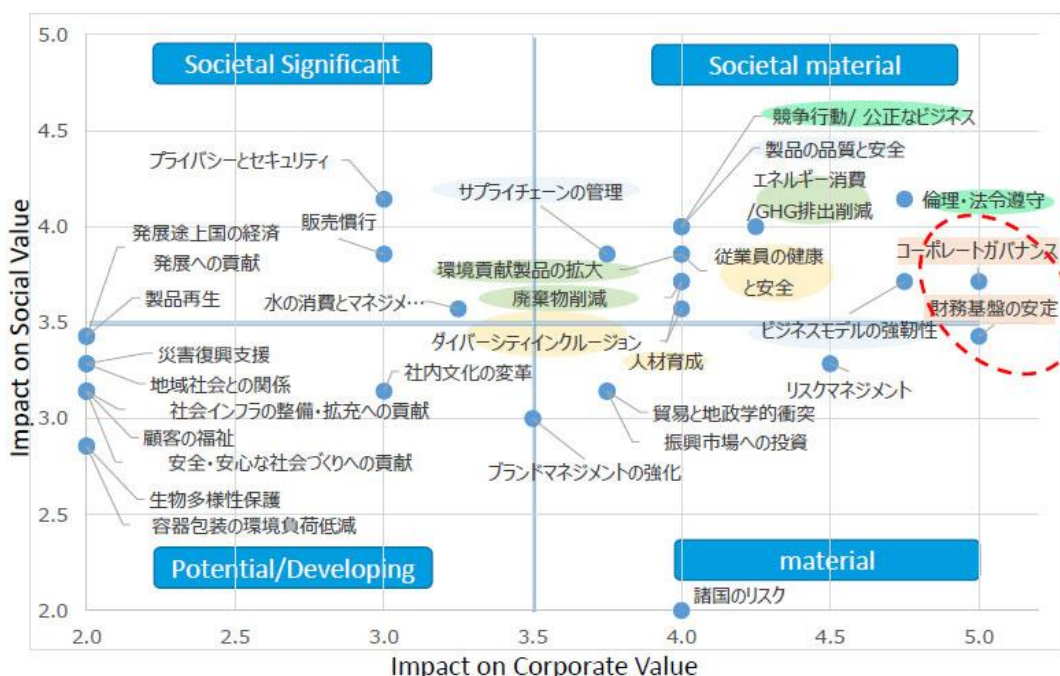 5.0
Societal Significant
Societal material
4.5
競争行動/ 公正なビジネス
プライバシーとセキュリティ
製品の品質と安全
サプライチェーンの管理
エネルギー消費
/GHG排出削減
倫理・法令遵守
4.0
発展途上国の経済
発展への貢献
販売慣行
コーポレートガバナンス
環境貢献製品の拡大
従業員の健康
と安全
製品再生
水の消費とマネジメ…
廃棄物削減
財務基盤の安定
3.5
ダイバーシティインクルージョン
ビジネスモデルの強靭性
災害復興支援
社内文化の変革
人材育成
地域社会との関係
リスクマネジメント
社会インフラの整備・拡充への貢献
貿易と地政学的衝突
3.0
顧客の福祉
振興市場への投資
安全・安心な社会づくりへの貢献
ブランドマネジメントの強化
生物多様性保護
容器包装の環境負荷低減
2.5
Potential/Developing
material
諸国のリスク
2.0
2.0
2.5
3.0
3.5
4.0
4.5
5.0
Impact on Social Value
Impact on Corporate Value